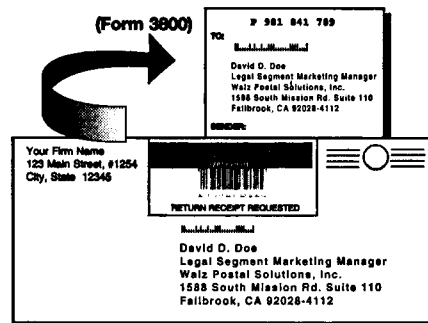 (Form 3800)
P 981 841 789
TO:
David D. Doe
Legal Segment Marketing Manager
Walz Postal Solutions, Inc.
1588 South Mission Rd. Suite 110
Fallbrook, CA 92028-4112
SENDER:
Your Firm Name
123 Main Street, #1254
City, State 12345
RETURN RECEIPT REQUESTED
David D. Doe
Legal Segment Marketing Manager
Walz Postal Solutions, Inc.
1588 South Mission Rd. Suite 110
Fallbrook, CA 92028-4112